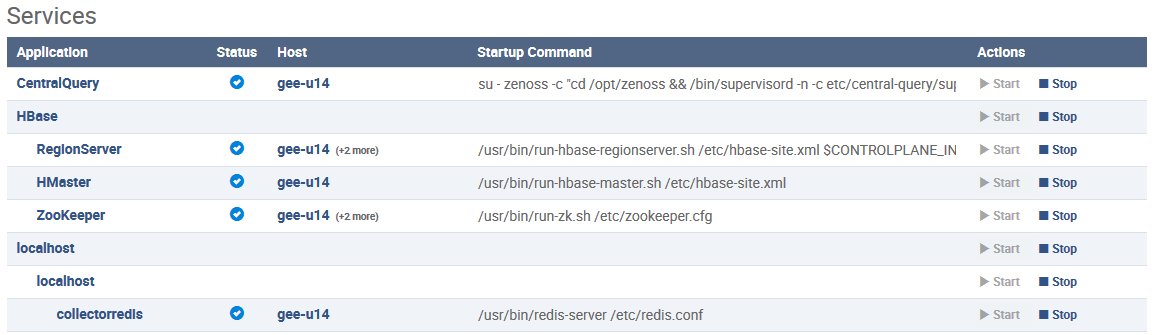 Services
Application Status Host Startup Command Actions
CentralQuery gee-u14 su - zenoss -c "cd /opt/zenoss && /bin/supervisord -n -c etc/central-query/sup Start Stop
HBase Start Stop
RegionServer gee-u14 (+2 more) /usr/bin/run-hbase-regionserver.sh /etc/hbase-site.xml $CONTROLPLANE_IN Start Stop
HMaster gee-u14 /usr/bin/run-hbase-master.sh /etc/hbase-site.xml Start Stop
ZooKeeper gee-u14 (+2 more) /usr/bin/run-zk.sh /etc/zookeeper.cfg Start Stop
localhost Start Stop
localhost Start Stop
collectorredis gee-u14 /usr/bin/redis-server /etc/redis.conf Start Stop